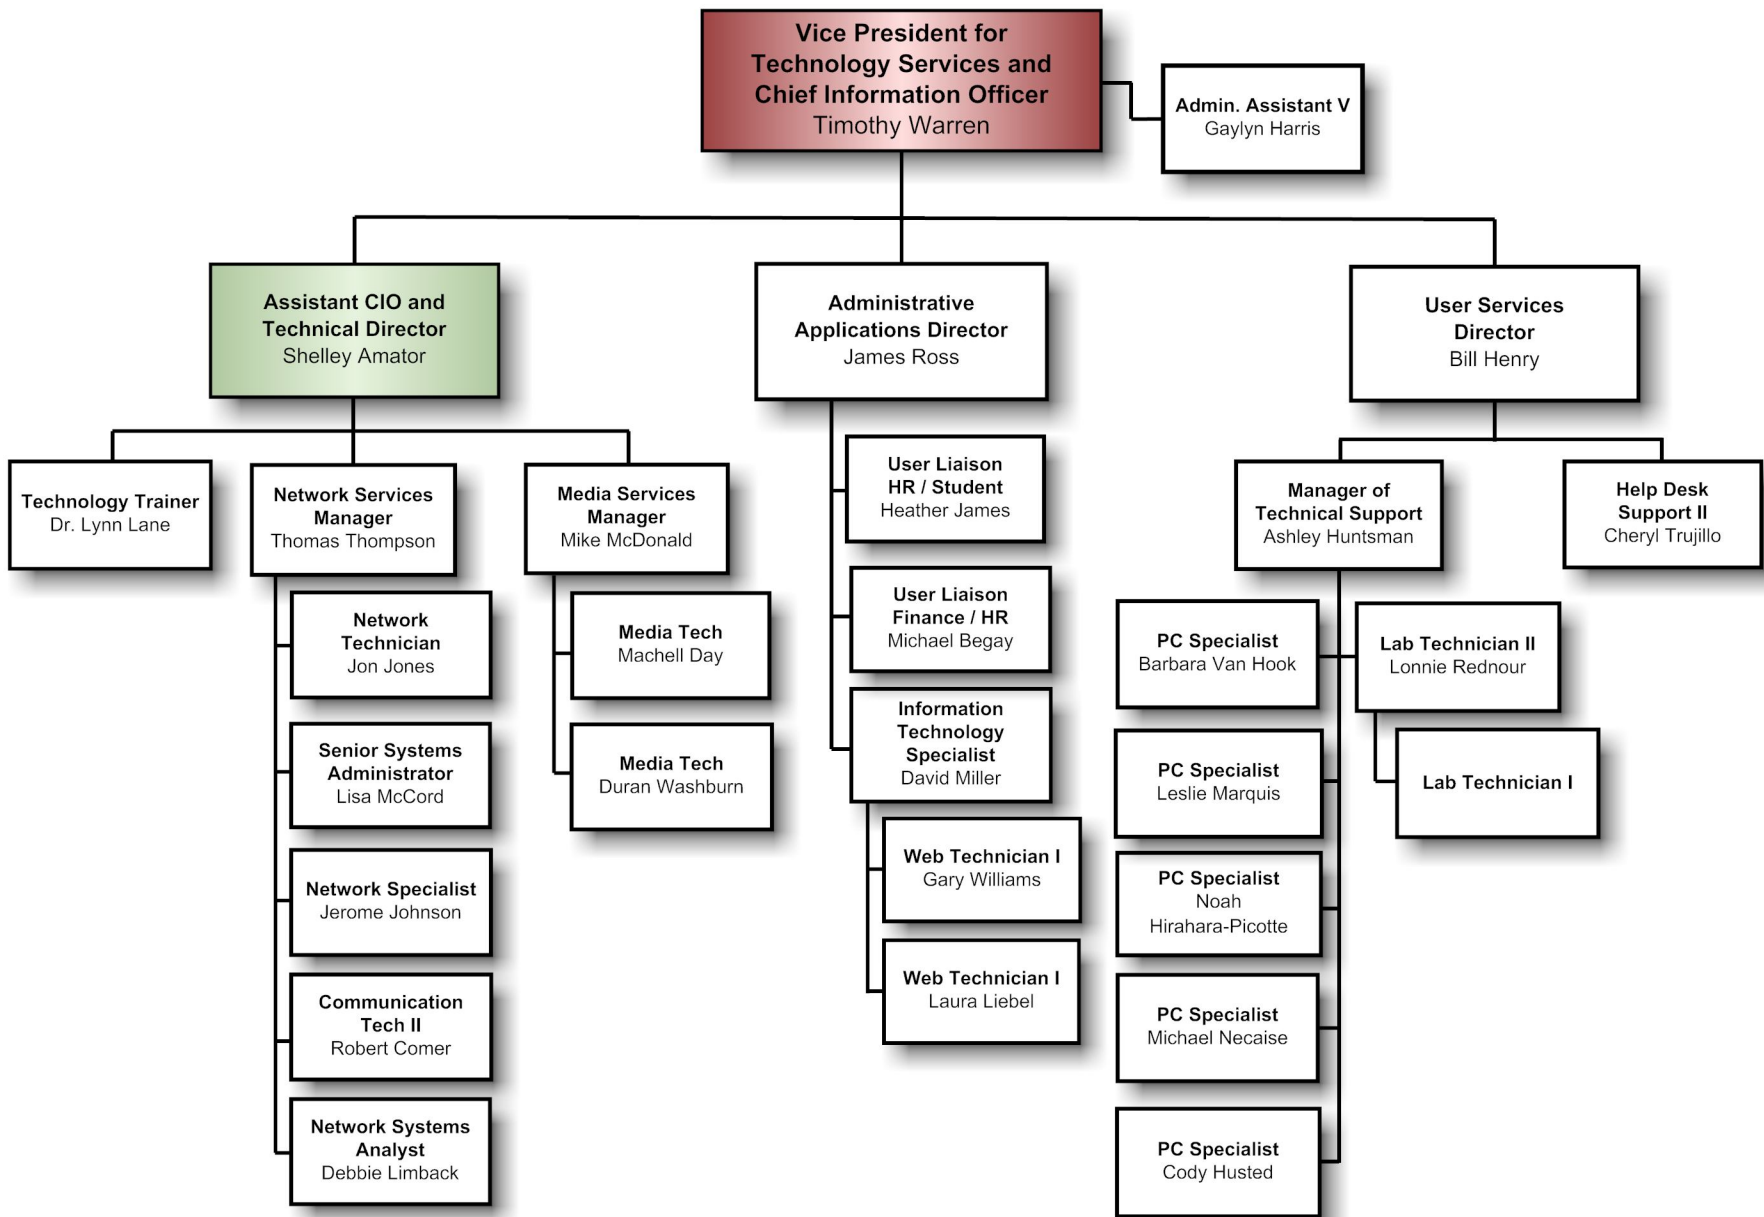 Vice President for
Technology Services and
Chief Information Officer
Timothy Warren
Admin. Assistant V
Gaylyn Harris
Assistant CIO and
Technical Director
Shelley Amator
Administrative
Applications Director
James Ross
User Services
Director
Bill Henry
Technology Trainer
Dr. Lynn Lane
Network Services
Manager
Thomas Thompson
Media Services
Manager
Mike McDonald
User Liaison
HR / Student
Heather James
Manager of
Technical Support
Ashley Huntsman
Help Desk
Support II
Cheryl Trujillo
Network
Technician
Jon Jones
Senior Systems
Administrator
Lisa McCord
Network Specialist
Jerome Johnson
Communication
Tech II
Robert Comer
Network Systems
Analyst
Debbie Limback
Media Tech
Machell Day
Media Tech
Duran Washburn
User Liaison
Finance / HR
Michael Begay
Information
Technology
Specialist
David Miller
Web Technician I
Gary Williams
Web Technician I
Laura Liebel
PC Specialist
Barbara Van Hook
PC Specialist
Leslie Marquis
PC Specialist
Noah
Hirahara-Picotte
PC Specialist
Michael Necaise
PC Specialist
Cody Husted
Lab Technician II
Lonnie Rednour
Lab Technician I